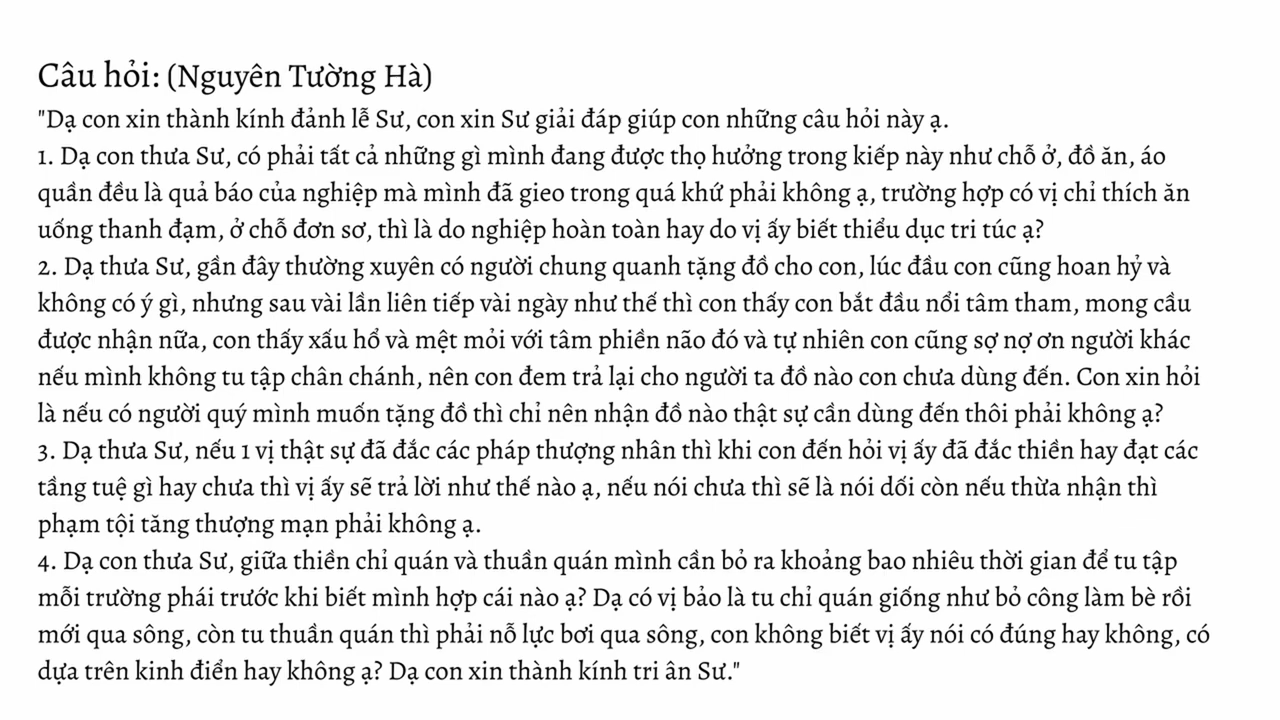 Câu hỏi: (Nguyên Tường Hà)
"Dạ con xin thành kính đảnh lễ Sư, con xin Sư giải đáp giúp con những câu hỏi này ạ.
1. Dạ con thưa Sư, có phải tất cả những gì mình đang được thọ hưởng trong kiếp này như chỗ ở, đồ ăn, áo
quần đều là quả báo của nghiệp mà mình đã gieo trong quá khứ phải không ạ, trường hợp có vị chỉ thích ăn
uống thanh đạm, ở chỗ đơn sơ, thì là do nghiệp hoàn toàn hay do vị ấy biết thiểu dục tri túc ạ?
2. Dạ thưa Sư, gần đây thường xuyên có người chung quanh tặng đồ cho con, lúc đầu con cũng hoan hỷ và
không có ý gì, nhưng sau vài lần liên tiếp vài ngày như thế thì con thấy con bắt đầu nổi tâm tham, mong cầu
được nhận nữa, con thấy xấu hổ và mệt mỏi với tâm phiền não đó và tự nhiên con cũng sợ nợ ơn người khác
nếu mình không tu tập chân chánh, nên con đem trả lại cho người ta đồ nào con chưa dùng đến. Con xin hỏi
là nếu có người quý mình muốn tặng đồ thì chỉ nên nhận đồ nào thật sự cần dùng đến thôi phải không ạ?
3. Dạ thưa Sư, nếu 1 vị thật sự đã đắc các pháp thượng nhân thì khi con đến hỏi vị ấy đã đắc thiền hay đạt các
tầng tuệ gì hay chưa thì vị ấy sẽ trả lời như thế nào ạ, nếu nói chưa thì sẽ là nói dối còn nếu thừa nhận thì
phạm tội tăng thượng mạn phải không ạ.
4. Dạ con thưa Sư, giữa thiền chỉ quán và thuần quán mình cần bỏ ra khoảng bao nhiêu thời gian để tu tập
mỗi trường phái trước khi biết mình hợp cái nào ạ? Dạ có vị bảo là tu chỉ quán giống như bỏ công làm bè rồi
mới qua sông, còn tu thuần quán thì phải nỗ lực bơi qua sông, con không biết vị ấy nói có đúng hay không, có
dựa trên kinh điển hay không ạ? Dạ con xin thành kính tri ân Sư."